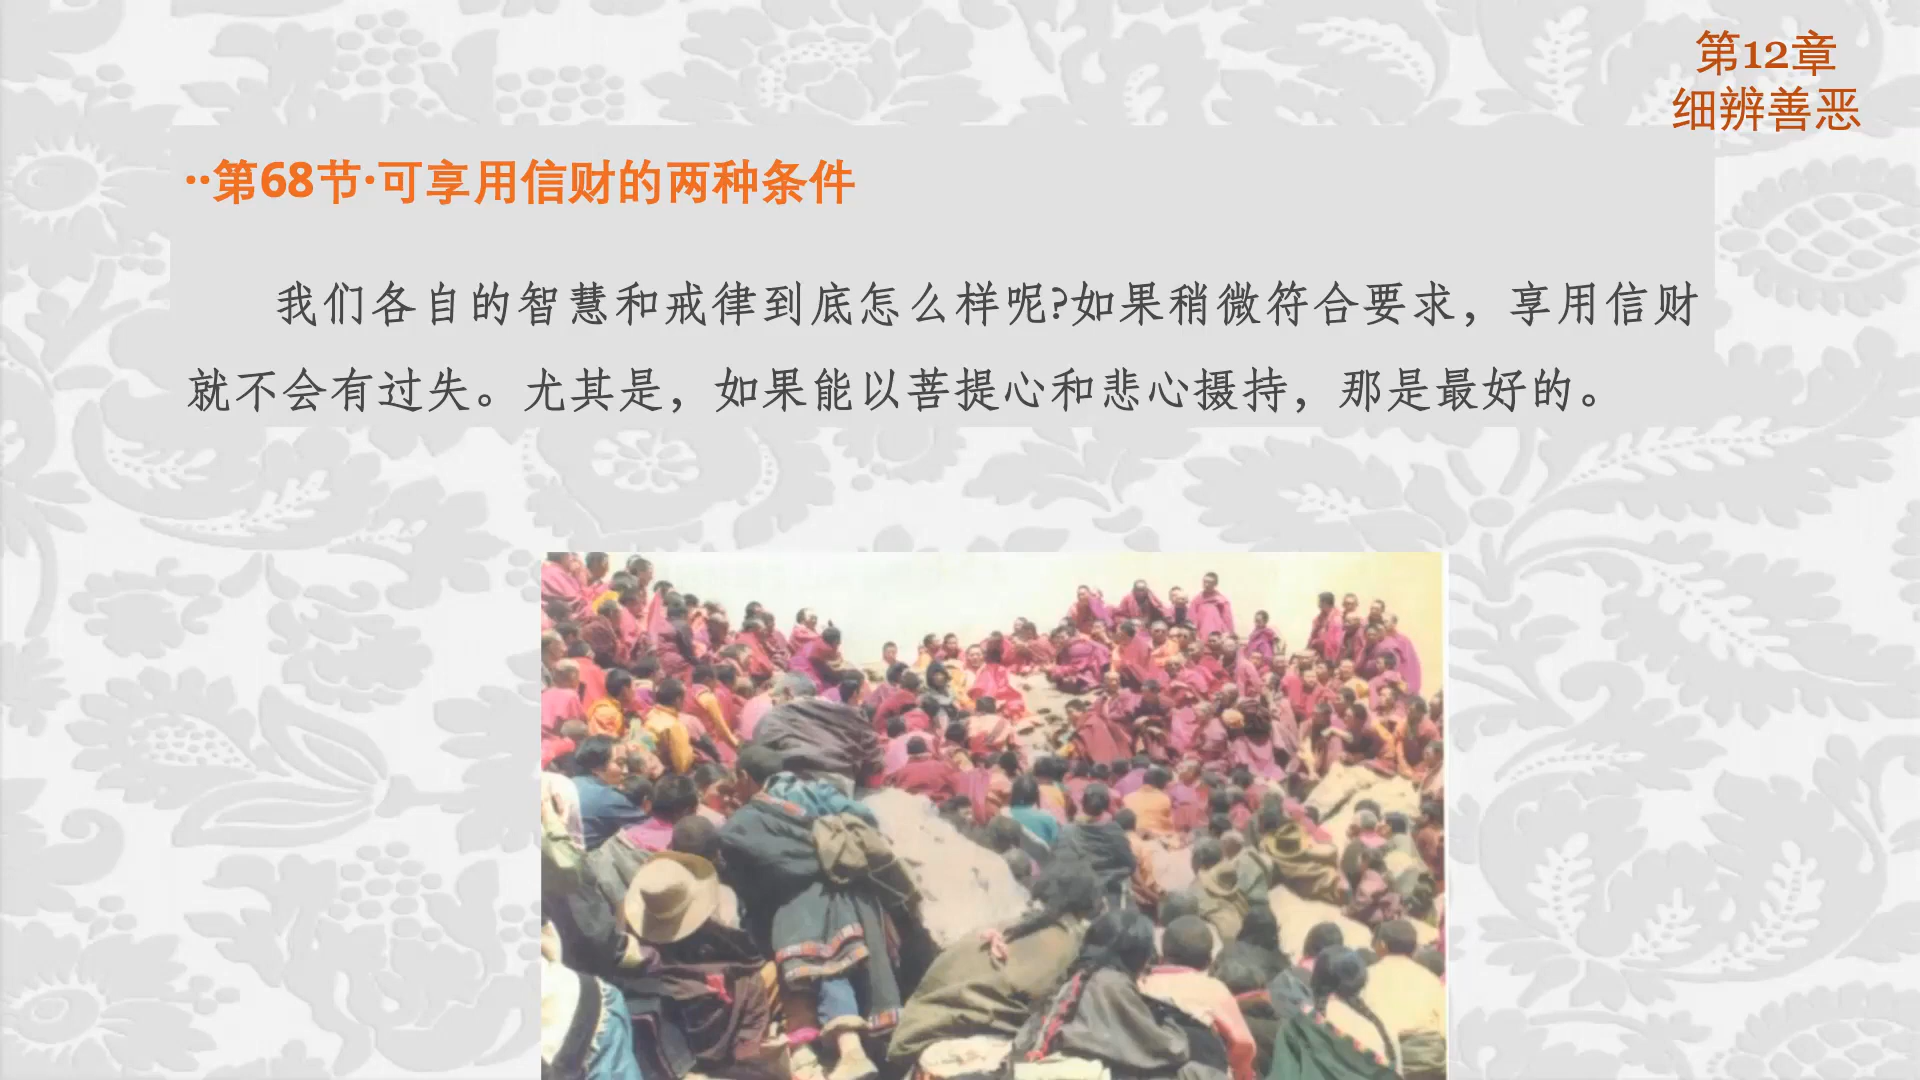 第12章
细辨善恶
··第68节·可享用信财的两种条件
我们各自的智慧和戒律到底怎么样呢?如果稍微符合要求，享用信财
就不会有过失。尤其是，如果能以菩提心和悲心摄持，那是最好的。